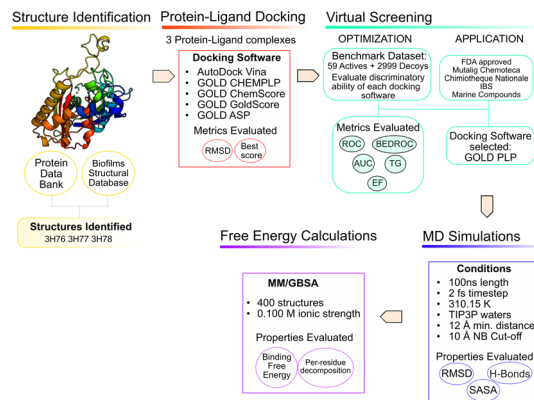 Structure Identification
Protein
Data
Bank
Biofilms
Structural
Database
Structures Identified
3H76 3H77 3H78
Protein-Ligand Docking
3 Protein-Ligand complexes
Docking Software
• AutoDock Vina
• GOLD CHEMPLP
• GOLD ChemScore
• GOLD GoldScore
• GOLD ASP
Metrics Evaluated
RMSD
Best
score
Virtual Screening
OPTIMIZATION
Benchmark Dataset:
59 Actives + 2999 Decoys
Evaluate discriminatory
ability of each docking
software
Metrics Evaluated
ROC
BEDROC
AUC
TG
EF
APPLICATION
FDA approved
Mutalig Chemoteca
Chimiotheque Nationale
IBS
Marine Compounds
Docking Software
selected:
GOLD PLP
MD Simulations
Conditions
• 100ns length
• 2 fs timestep
• 310.15 K
• TIP3P waters
• 12 Å min. distance
• 10 Å NB Cut-off
Properties Evaluated
RMSD
H-Bonds
SASA
Free Energy Calculations
MM/GBSA
• 400 structures
• 0.100 M ionic strength
Properties Evaluated
Binding
Free
Energy
Per-residue
decomposition